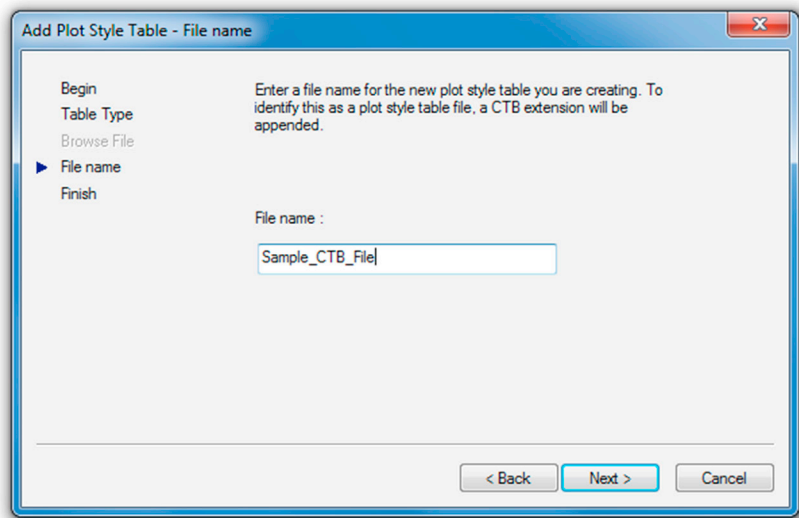 Add Plot Style Table - File name
Begin
Table Type
Browse File
File name
Finish
Enter a file name for the new plot style table you are creating. To
identify this as a plot style table file, a CTB extension will be
appended.
File name :
Sample_CTB_File
< Back
Next >
Cancel